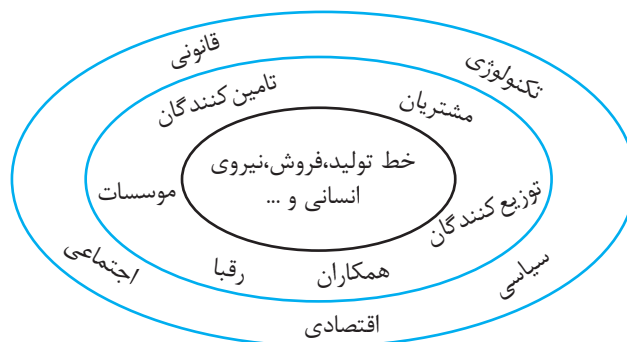 قانونی
تکنولوژی
تامین کنندگان
مشتریان
خط تولید,فروش,نیروی
انسانی و ...
موسسات
توزیع کنندگان
اجتماعی
رقبا
همکاران
سیاسی
اقتصادی